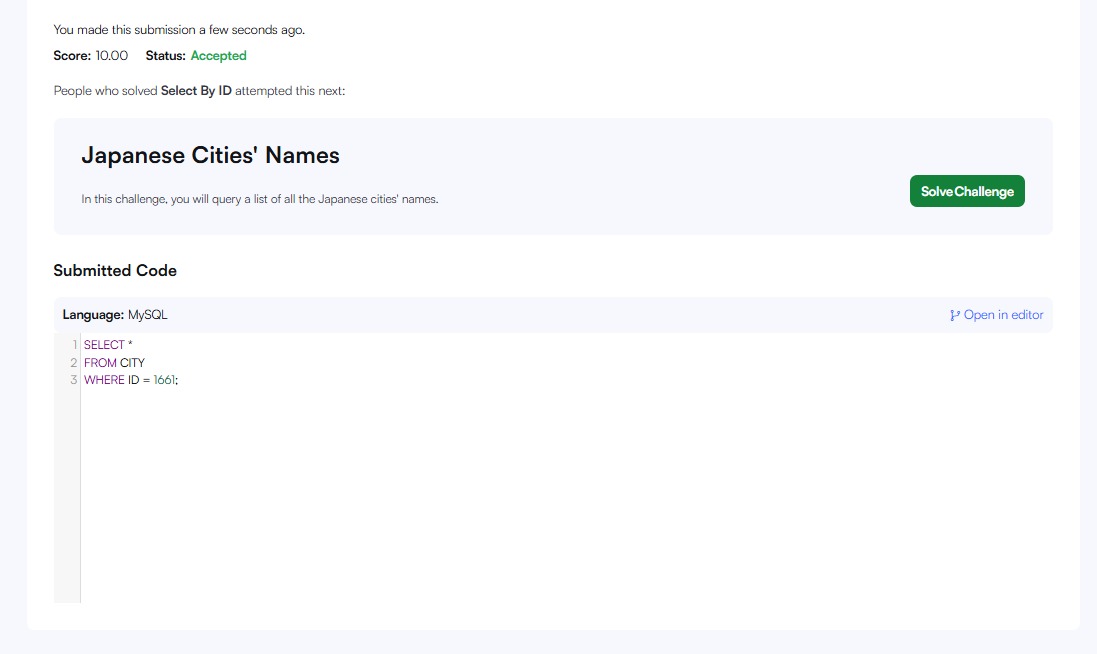 You made this submission a few seconds ago.
Score: 10.00 Status: Accepted
People who solved Select By ID attempted this next:
Japanese Cities' Names
In this challenge, you will query a list of all the Japanese cities' names.
Solve Challenge
Submitted Code
Language: MySQL Open in editor
1 SELECT *
2 FROM CITY
3 WHERE ID = 1661;